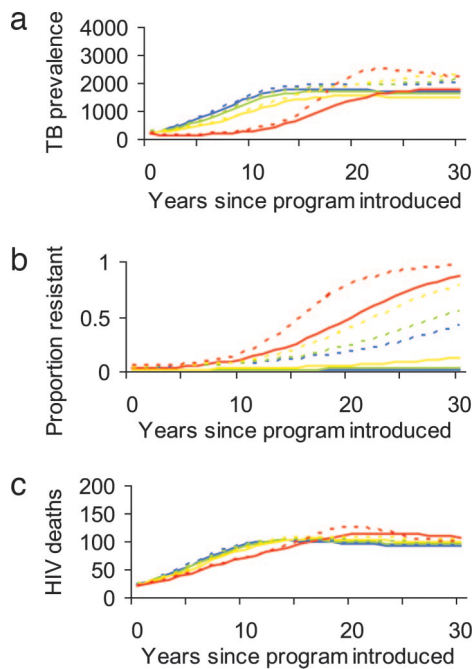 a
TB prevalence
4000
3000
2000
1000
0
0 10 20 30
Years since program introduced
b
Proportion resistant
1
0.5
0
0 10 20 30
Years since program introduced
c
HIV deaths
200
150
100
50
0
0 10 20 30
Years since program introduced